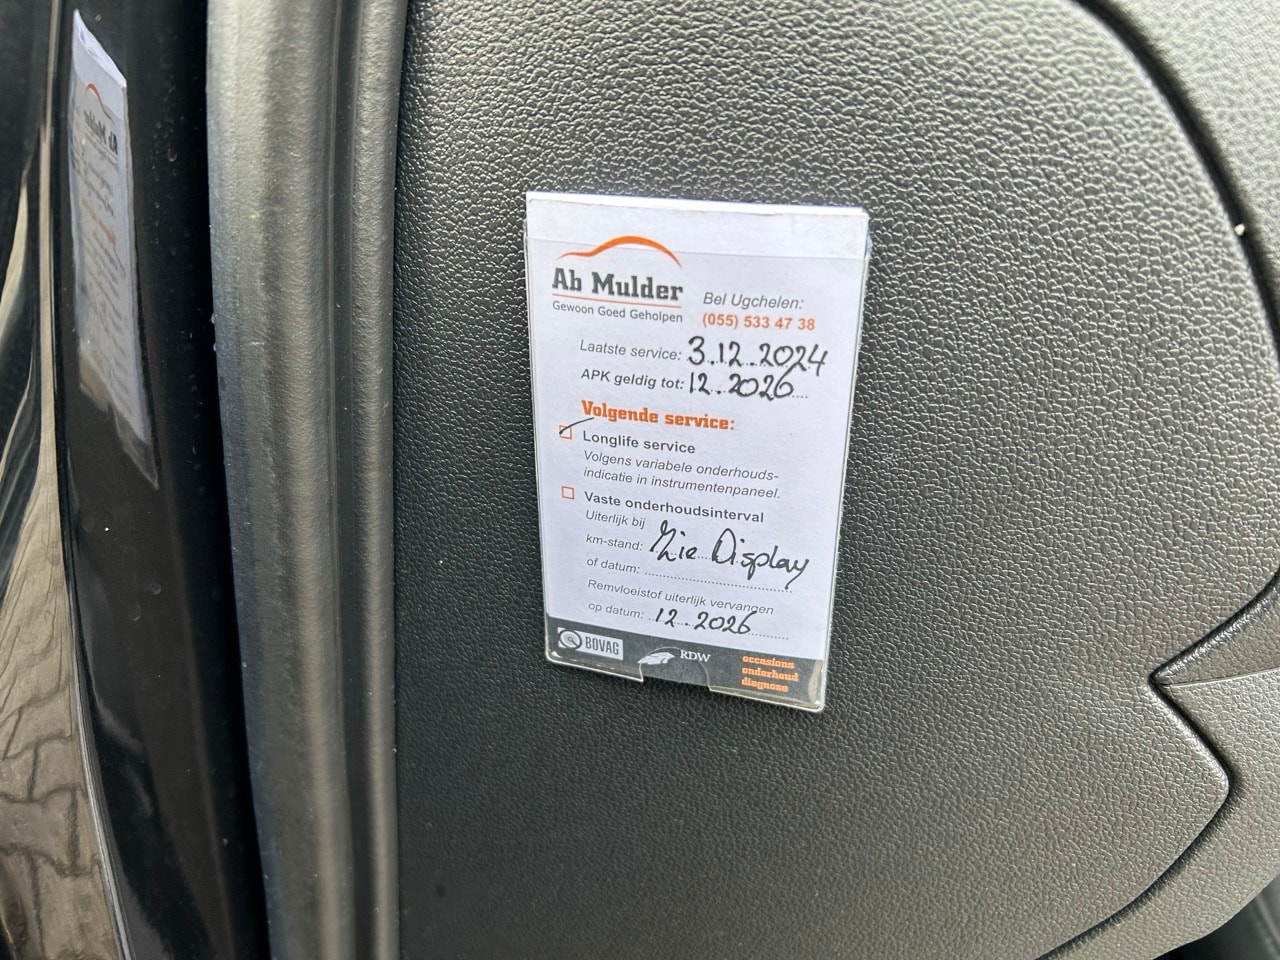 Ab Mulder
Gewoon Goed Geholpen
Bel Ugchelen:
(055) 533 47 38
Laatste service: 3.12.2024
APK geldig tot: 12.2026
Volgende service:
Longlife service
Volgens variabele onderhouds-
indicatie in instrumentenpaneel.
Vaste onderhoudsinterval
Uiterlijk bij
km-stand: Zie Display
of datum:
Remvloeistof uiterlijk vervangen
op datum: 12.2026
BOVAG
RDW
occasions
onderhoud
diagnose